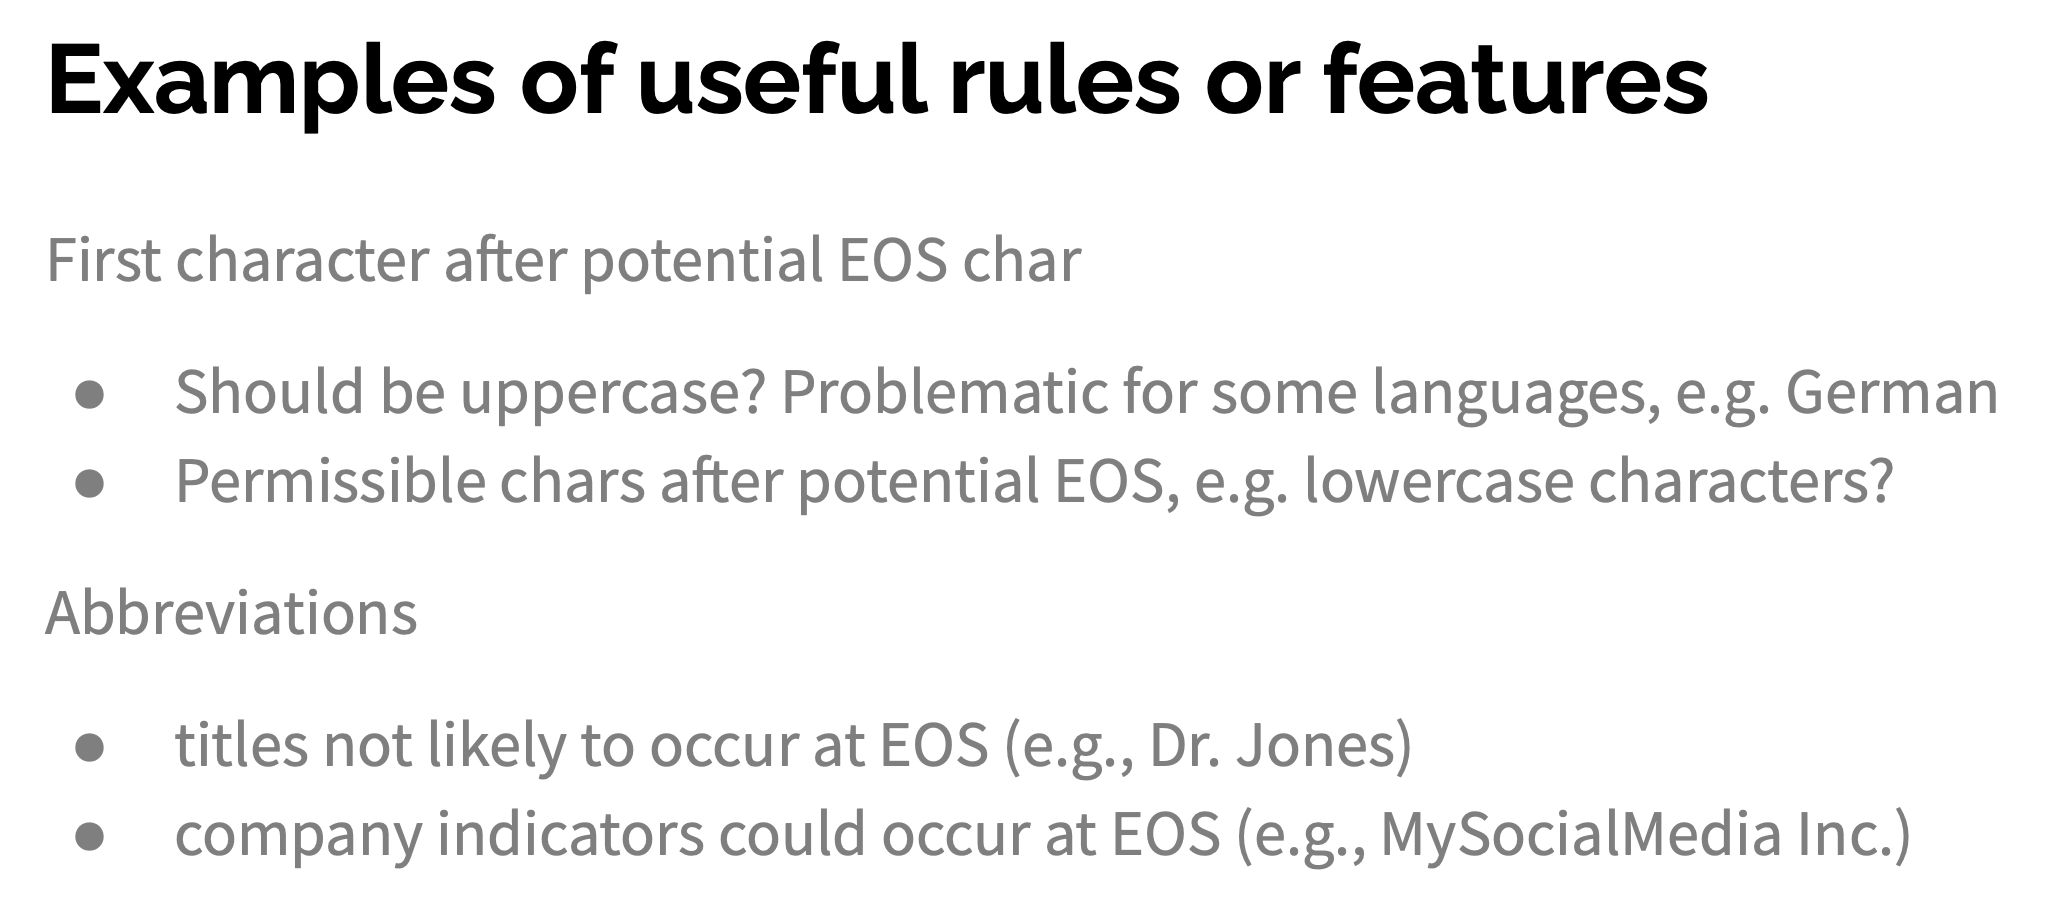 Examples of useful rules or features
First character after potential EOS char
● Should be uppercase? Problematic for some languages, e.g. German
● Permissible chars after potential EOS, e.g. lowercase characters?
Abbreviations
● titles not likely to occur at EOS (e.g., Dr. Jones)
● company indicators could occur at EOS (e.g., MySocialMedia Inc.)